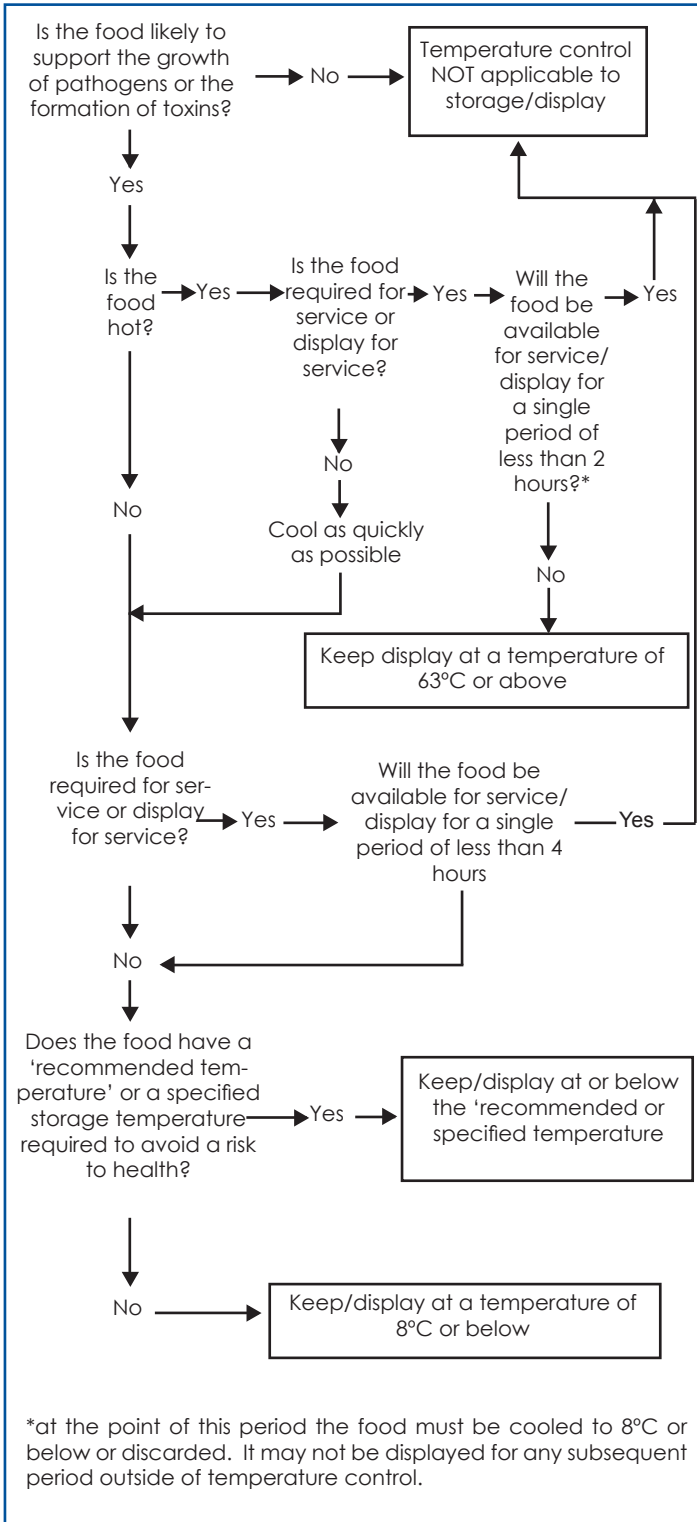 Is the food likely to
support the growth
of pathogens or the
formation of toxins?
No
Temperature control
NOT applicable to
storage/display
Yes
Is the
food
hot?
Yes
Is the food
required for
service or
display for
service?
Yes
Will the
food be
available
for service/
display for
a single
period of
less than 2
hours?*
Yes
No
No
Cool as quickly
as possible
No
Keep display at a temperature of
63ºC or above
Is the food
required for ser-
vice or display
for service?
Yes
Will the food be
available for service/
display for a single
period of less than 4
hours
Yes
No
Does the food have a
‘recommended tem-
perature’ or a specified
storage temperature
required to avoid a risk
to health?
Yes
Keep/display at or below
the ‘recommended or
specified temperature
No
Keep/display at a temperature of
8ºC or below
*at the point of this period the food must be cooled to 8ºC or
below or discarded. It may not be displayed for any subsequent
period outside of temperature control.